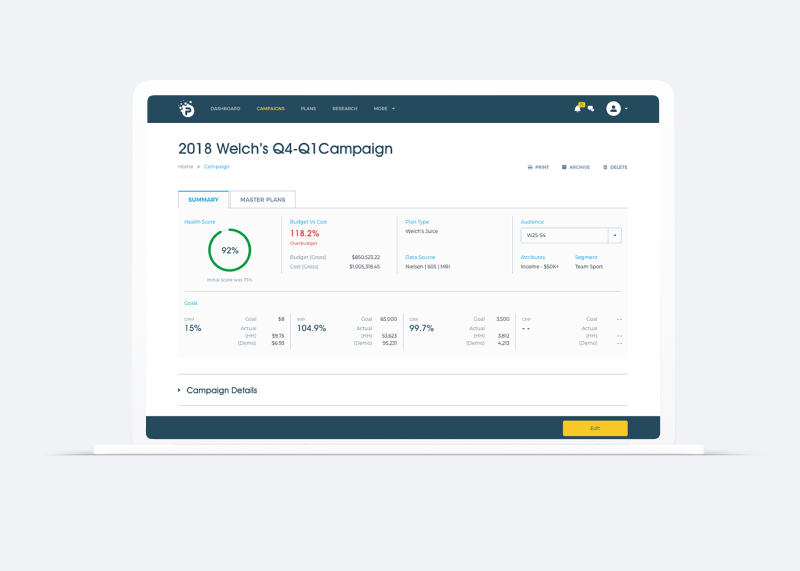 DASHBOARD CAMPAIGNS PLANS RESEARCH MORE
2018 Welch's Q4-Q1Campaign
Home > Campaign
PRINT ARCHIVE DELETE
SUMMARY MASTER PLANS
Health Score
92%
Initial score was 75%
Budget Vs Cost
118.2%
Overbudget
Budget (Gross) $850,523.22
Cost (Gross) $1,005,318.45
Plan Type
Welch's Juice
Data Source
Nielsen | 605 | MRI
Audience
W25-54
Attributes Segment
Income - $50K+ Team Sport
Goals
CPM
15%
Goal $8
Actual
(HH) $9.75
(Demo) $6.93
IMP
104.9%
Goal 65,000
Actual
(HH) 53,623
(Demo) 95,231
GRP
99.7%
Goal 3,500
Actual
(HH) 3,812
(Demo) 4,213
- -
Goal - -
Actual
(HH) - -
(Demo) - -
Campaign Details
Edit